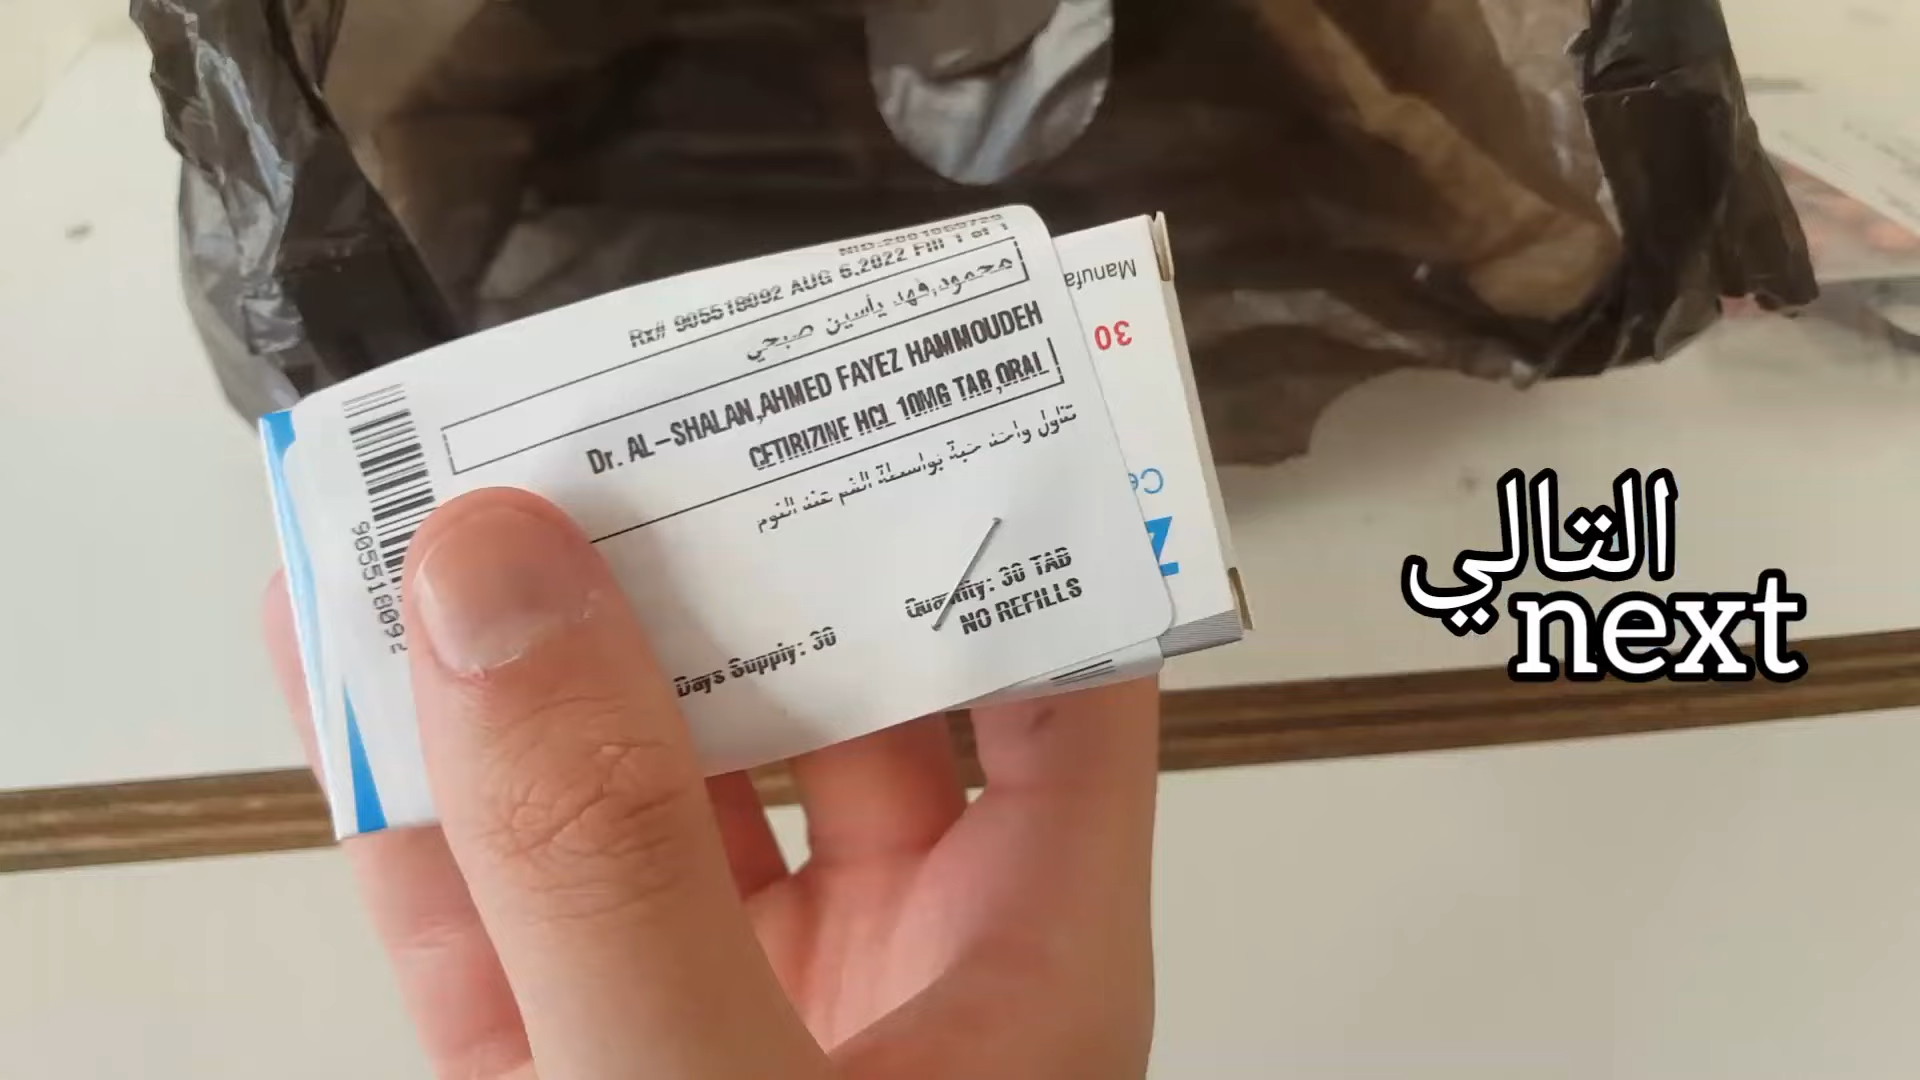 Rx# 905518092 AUG 6,2022 Fill 1 of 1
محمود,فهد ياسين صبحي
Dr. AL-SHALAN,AHMED FAYEZ HAMMOUDEH
CETIRIZINE HCL 10MG TAB,ORAL
تناول واحد حبة بواسطة الفم عند النوم
Quantity: 30 TAB
Days Supply: 30
NO REFILLS
905518092
Manufa
30
Ce
Z
التالي
next